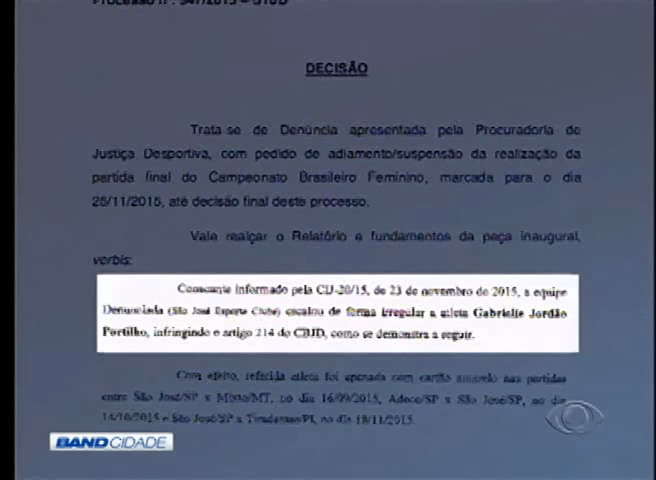 DECISÃO
Trata-se de Denúncia apresentada pela Procuradoria de
Justiça Desportiva, com pedido de adiamento/suspensão da realização da
partida final do Campeonato Brasileiro Feminino, marcada para o dia
25/11/2015, até decisão final deste processo.
Vale realçar o Relatório e fundamentos da peça inaugural,
verbis:
Consoante informado pela CI-20/15, de 23 de novembro de 2015, a equipe
Denunciada (São José Esporte Clube) escalou de forma irregular a atleta Gabrielle Jordão
Portilho, infringindo o artigo 214 do CBJD, como se demonstra a seguir.
Com efeito, referida atleta foi apenada com cartão amarelo nas partidas
entre São José/SP x Mixto/MT, no dia 16/09/2015, Adeco/SP x São José/SP, no dia
14/10/2015 e São José/SP x Tiradentes/PI, no dia 18/11/2015.
BAND CIDADE